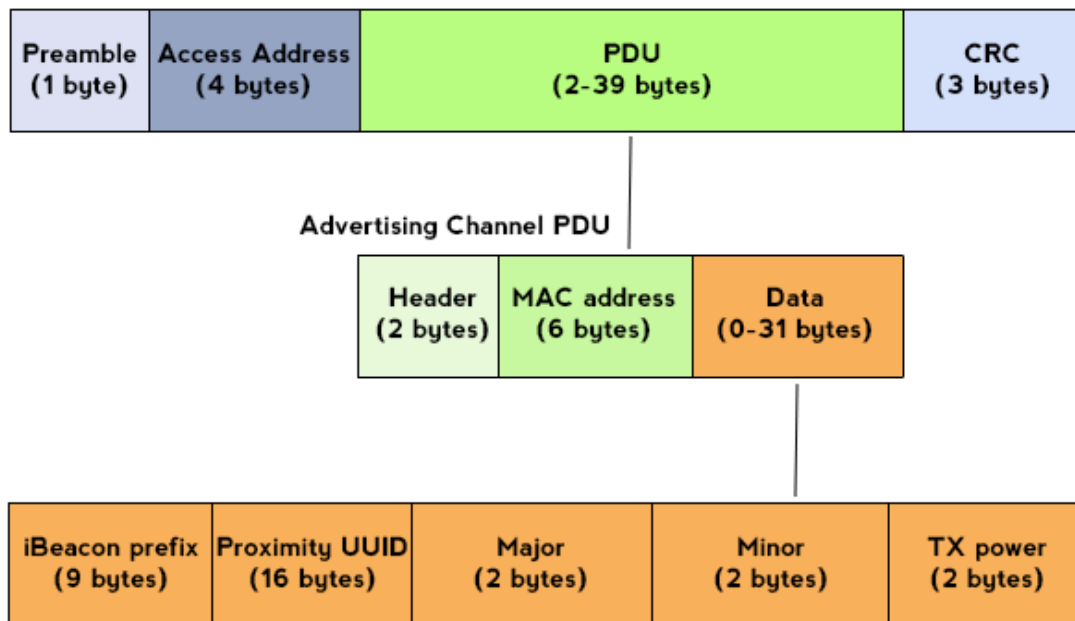 Preamble
(1 byte)
Access Address
(4 bytes)
PDU
(2-39 bytes)
CRC
(3 bytes)
Advertising Channel PDU
Header
(2 bytes)
MAC address
(6 bytes)
Data
(0-31 bytes)
iBeacon prefix
(9 bytes)
Proximity UUID
(16 bytes)
Major
(2 bytes)
Minor
(2 bytes)
TX power
(2 bytes)